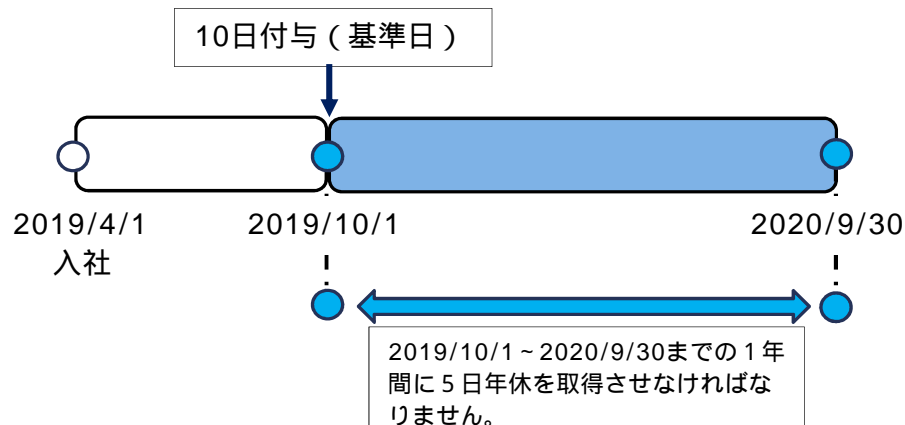 10日付与(基準日)
2019/4/1
入社
2019/10/1
2020/9/30
2019/10/1~2020/9/30までの1年
間に5日年休を取得させなければな
りません。